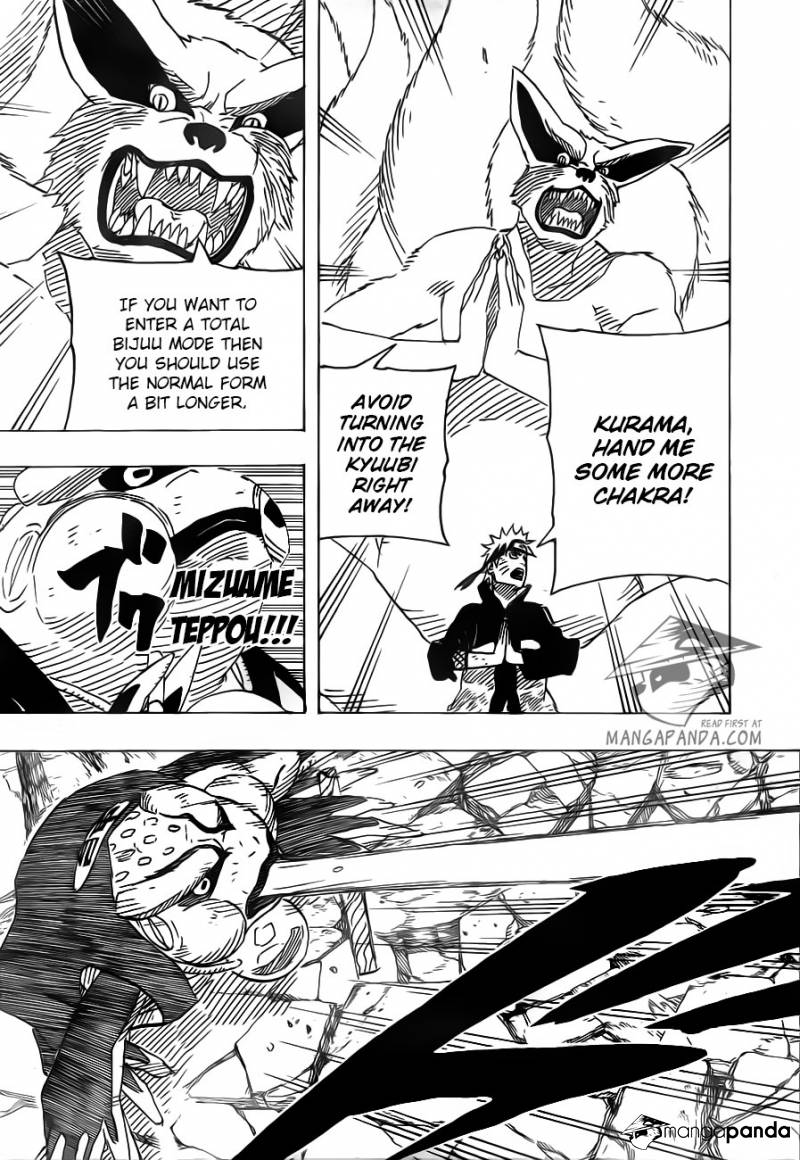 KURAMA,
HAND ME
SOME MORE
CHAKRA!
AVOID
TURNING
INTO THE
KYUUBI
RIGHT
AWAY!
IF YOU WANT TO
ENTER A TOTAL
BIJUU MODE THEN
YOU SHOULD USE
THE NORMAL FORM
A BIT LONGER.
ズク
MIZUAME
TEPPOU!!!
READ FIRST AT
MANGAPANDA.COM
mangapanda